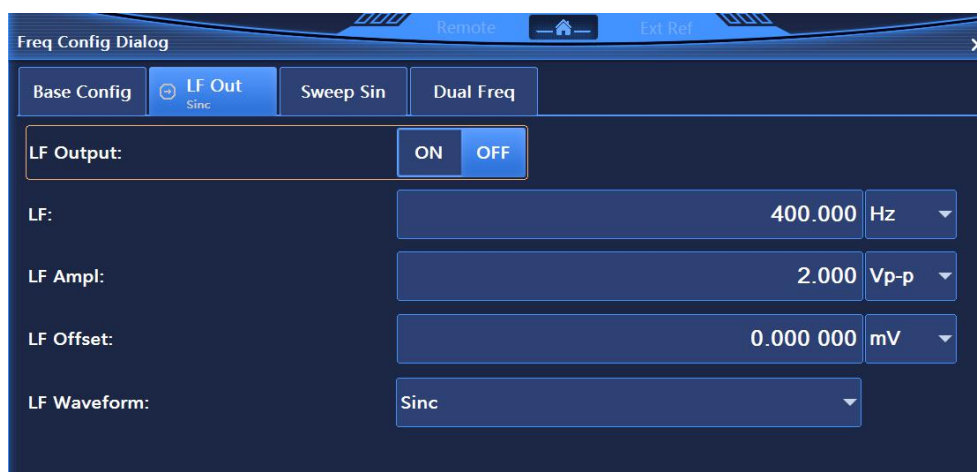 Remote Ext Ref
Freq Config Dialog
Base Config LF Out Sweep Sin Dual Freq
Sinc
LF Output: ON OFF
LF: 400.000 Hz
LF Ampl: 2.000 Vp-p
LF Offset: 0.000 000 mV
LF Waveform: Sinc